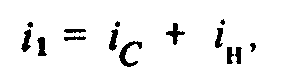 i₁ = i_C + i_н,